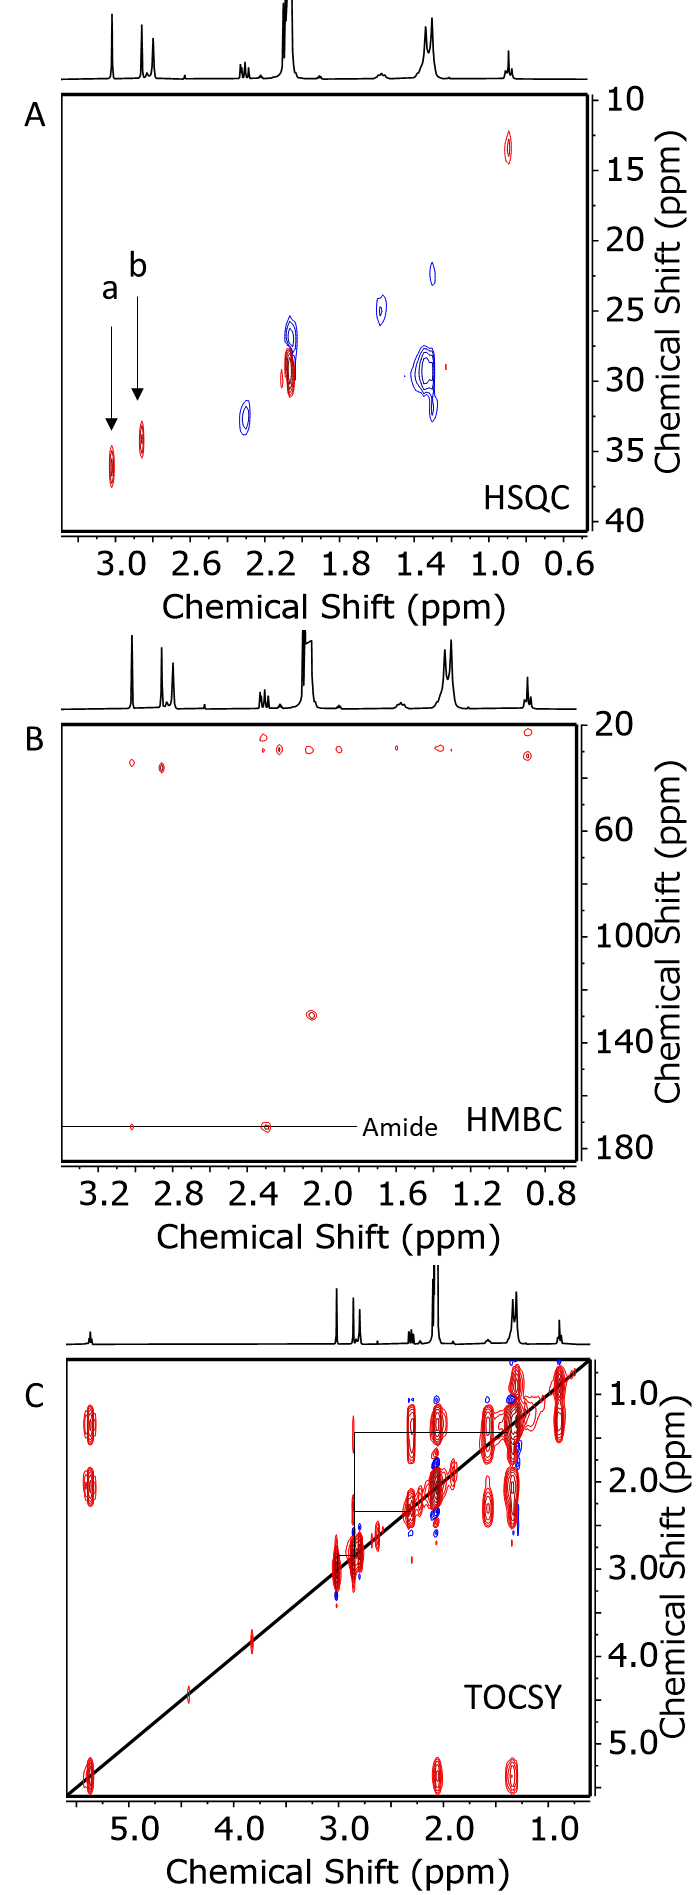 A
a
b
HSQC
10
15
20
25
30
35
40
Chemical Shift (ppm)
3.0 2.6 2.2 1.8 1.4 1.0 0.6
Chemical Shift (ppm)
B
Amide
HMBC
20
60
100
140
180
Chemical Shift (ppm)
3.2 2.8 2.4 2.0 1.6 1.2 0.8
Chemical Shift (ppm)
C
TOCSY
1.0
2.0
3.0
4.0
5.0
Chemical Shift (ppm)
5.0 4.0 3.0 2.0 1.0
Chemical Shift (ppm)